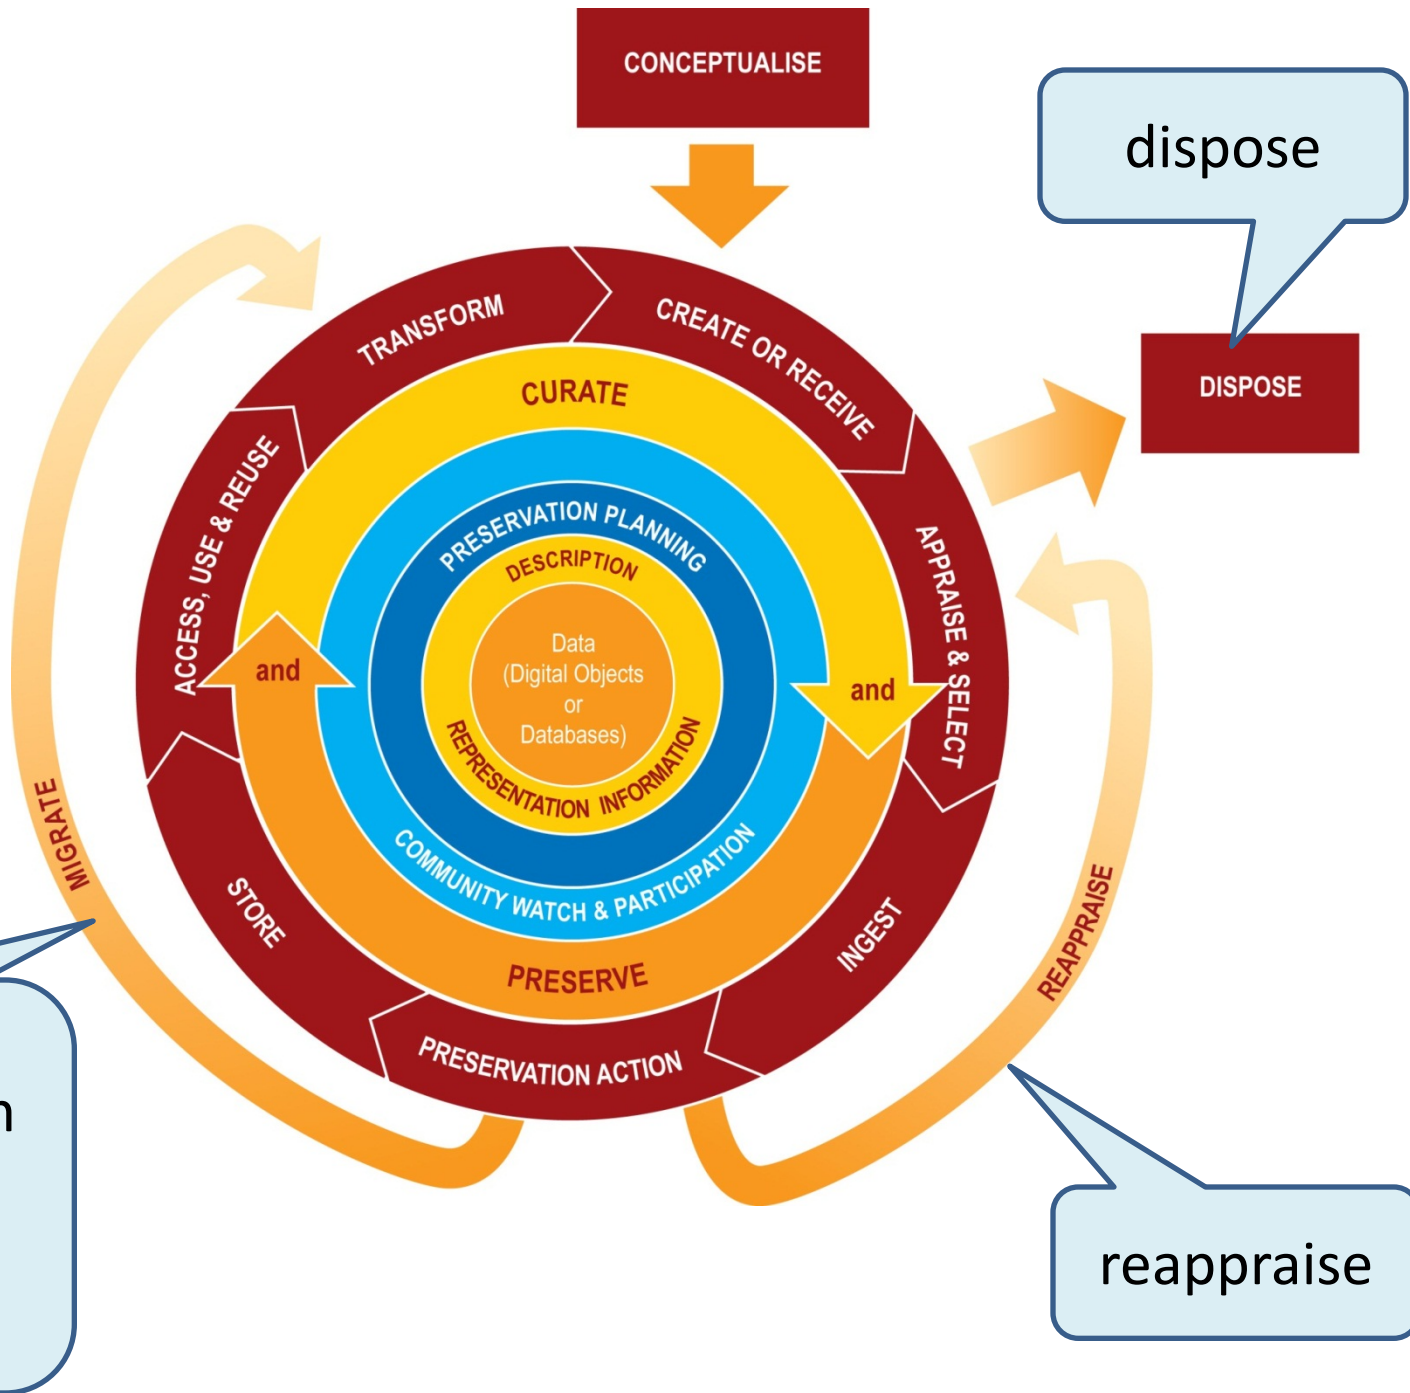 CONCEPTUALISE
dispose
DISPOSE
TRANSFORM
CREATE OR RECEIVE
CURATE
ACCESS, USE & REUSE
PRESERVATION PLANNING
DESCRIPTION
APPRAISE & SELECT
and
Data
(Digital Objects
or
Databases)
and
REPRESENTATION INFORMATION
COMMUNITY WATCH & PARTICIPATION
MIGRATE
STORE
INGEST
REAPPRAISE
PRESERVE
PRESERVATION ACTION
reappraise